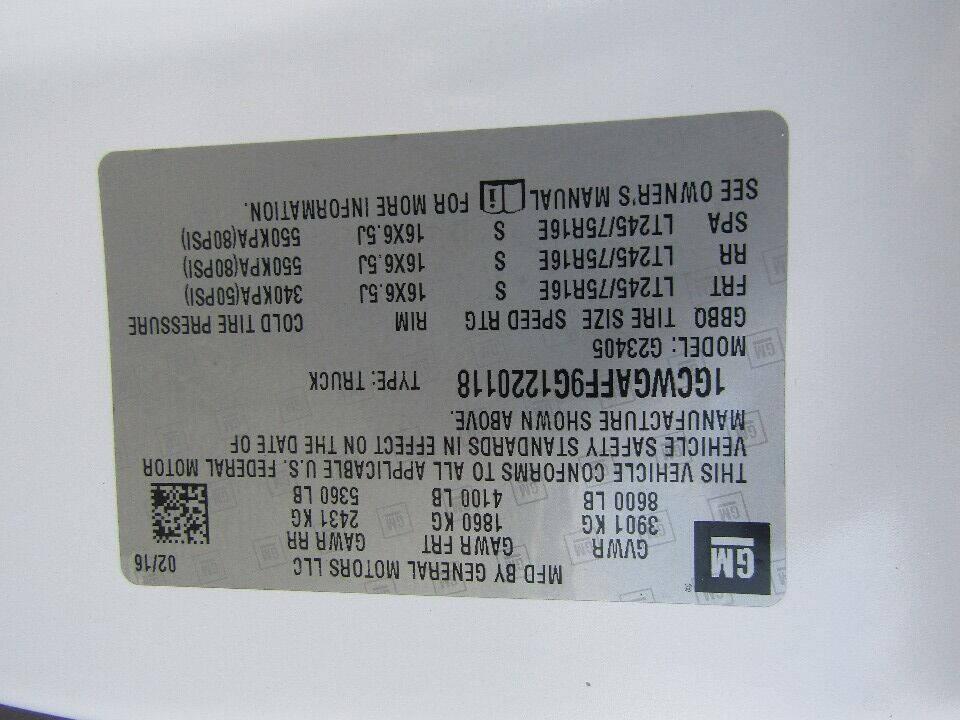 GM
MFD BY GENERAL MOTORS LLC 02/16
GVWR GAWR FRT GAWR RR
3901 KG 1860 KG 2431 KG
8600 LB 4100 LB 5360 LB
THIS VEHICLE CONFORMS TO ALL APPLICABLE U.S. FEDERAL MOTOR
VEHICLE SAFETY STANDARDS IN EFFECT ON THE DATE OF
MANUFACTURE SHOWN ABOVE.
1GCWGAFF9G1220118 TYPE: TRUCK
MODEL: G23405
GBBQ TIRE SIZE SPEED RTG RIM COLD TIRE PRESSURE
FRT LT245/75R16E S 16X6.5J 340KPA(50PSI)
RR LT245/75R16E S 16X6.5J 550KPA(80PSI)
SPA LT245/75R16E S 16X6.5J 550KPA(80PSI)
SEE OWNER'S MANUAL i FOR MORE INFORMATION.